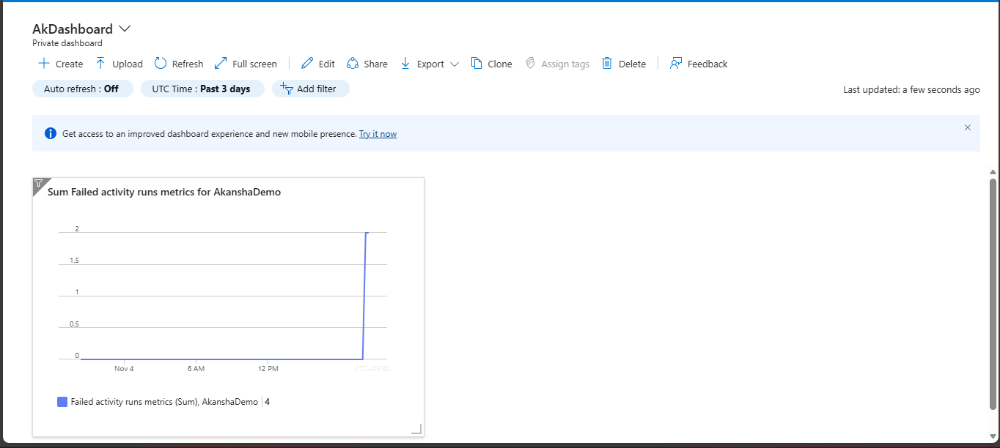 AkDashboard
Private dashboard
Create Upload Refresh Full screen Edit Share Export Clone Assign tags Delete Feedback
Auto refresh : Off UTC Time : Past 3 days Add filter Last updated: a few seconds ago
Get access to an improved dashboard experience and new mobile presence. Try it now
Sum Failed activity runs metrics for AkanshaDemo
2
1.5
1
0.5
0
Nov 4 6 AM 12 PM UTC+05:30
Failed activity runs metrics (Sum), AkanshaDemo 4